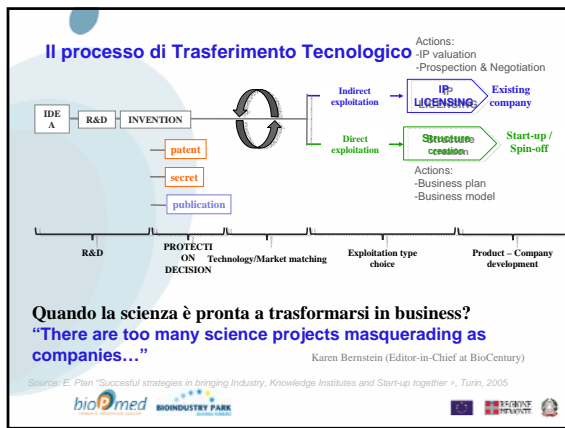 Il processo di Trasferimento Tecnologico
Actions:
-IP valuation
-Prospection & Negotiation
Indirect
exploitation
IP
LICENSING
Existing
company
IDE
A
R&D
INVENTION
Direct
exploitation
Structure
creation
Start-up /
Spin-off
patent
secret
publication
Actions:
-Business plan
-Business model
R&D
PROTECTI
ON
DECISION
Technology/Market matching
Exploitation type
choice
Product – Company
development
Quando la scienza è pronta a trasformarsi in business?
“There are too many science projects masquerading as
companies…”
Karen Bernstein (Editor-in-Chief at BioCentury)
Source: E. Plan “Succesful strategies in bringing Industry, Knowledge Institutes and Start-up together », Turin, 2005
bioPmed
BIOINDUSTRY PARK
REGIONE
PIEMONTE